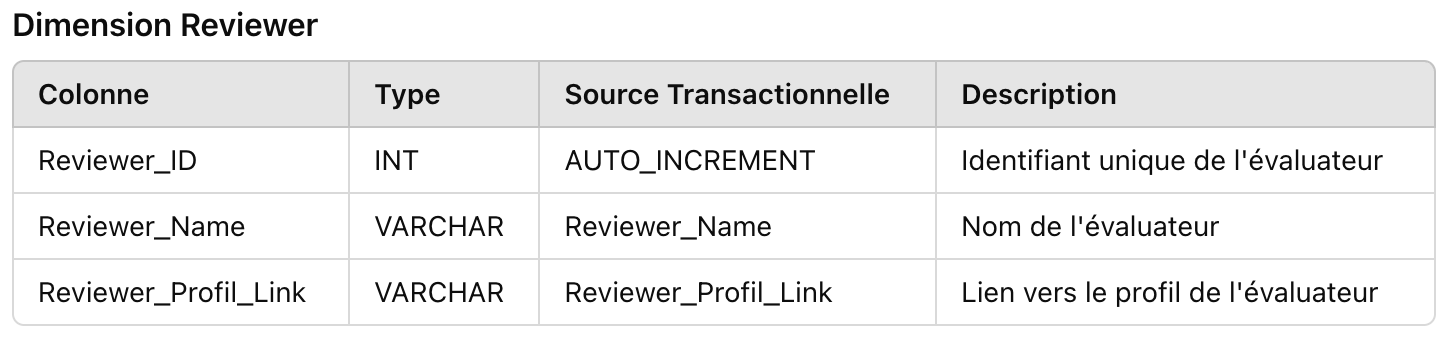 Dimension Reviewer
Colonne Type Source Transactionnelle Description
Reviewer_ID INT AUTO_INCREMENT Identifiant unique de l'évaluateur
Reviewer_Name VARCHAR Reviewer_Name Nom de l'évaluateur
Reviewer_Profil_Link VARCHAR Reviewer_Profil_Link Lien vers le profil de l'évaluateur